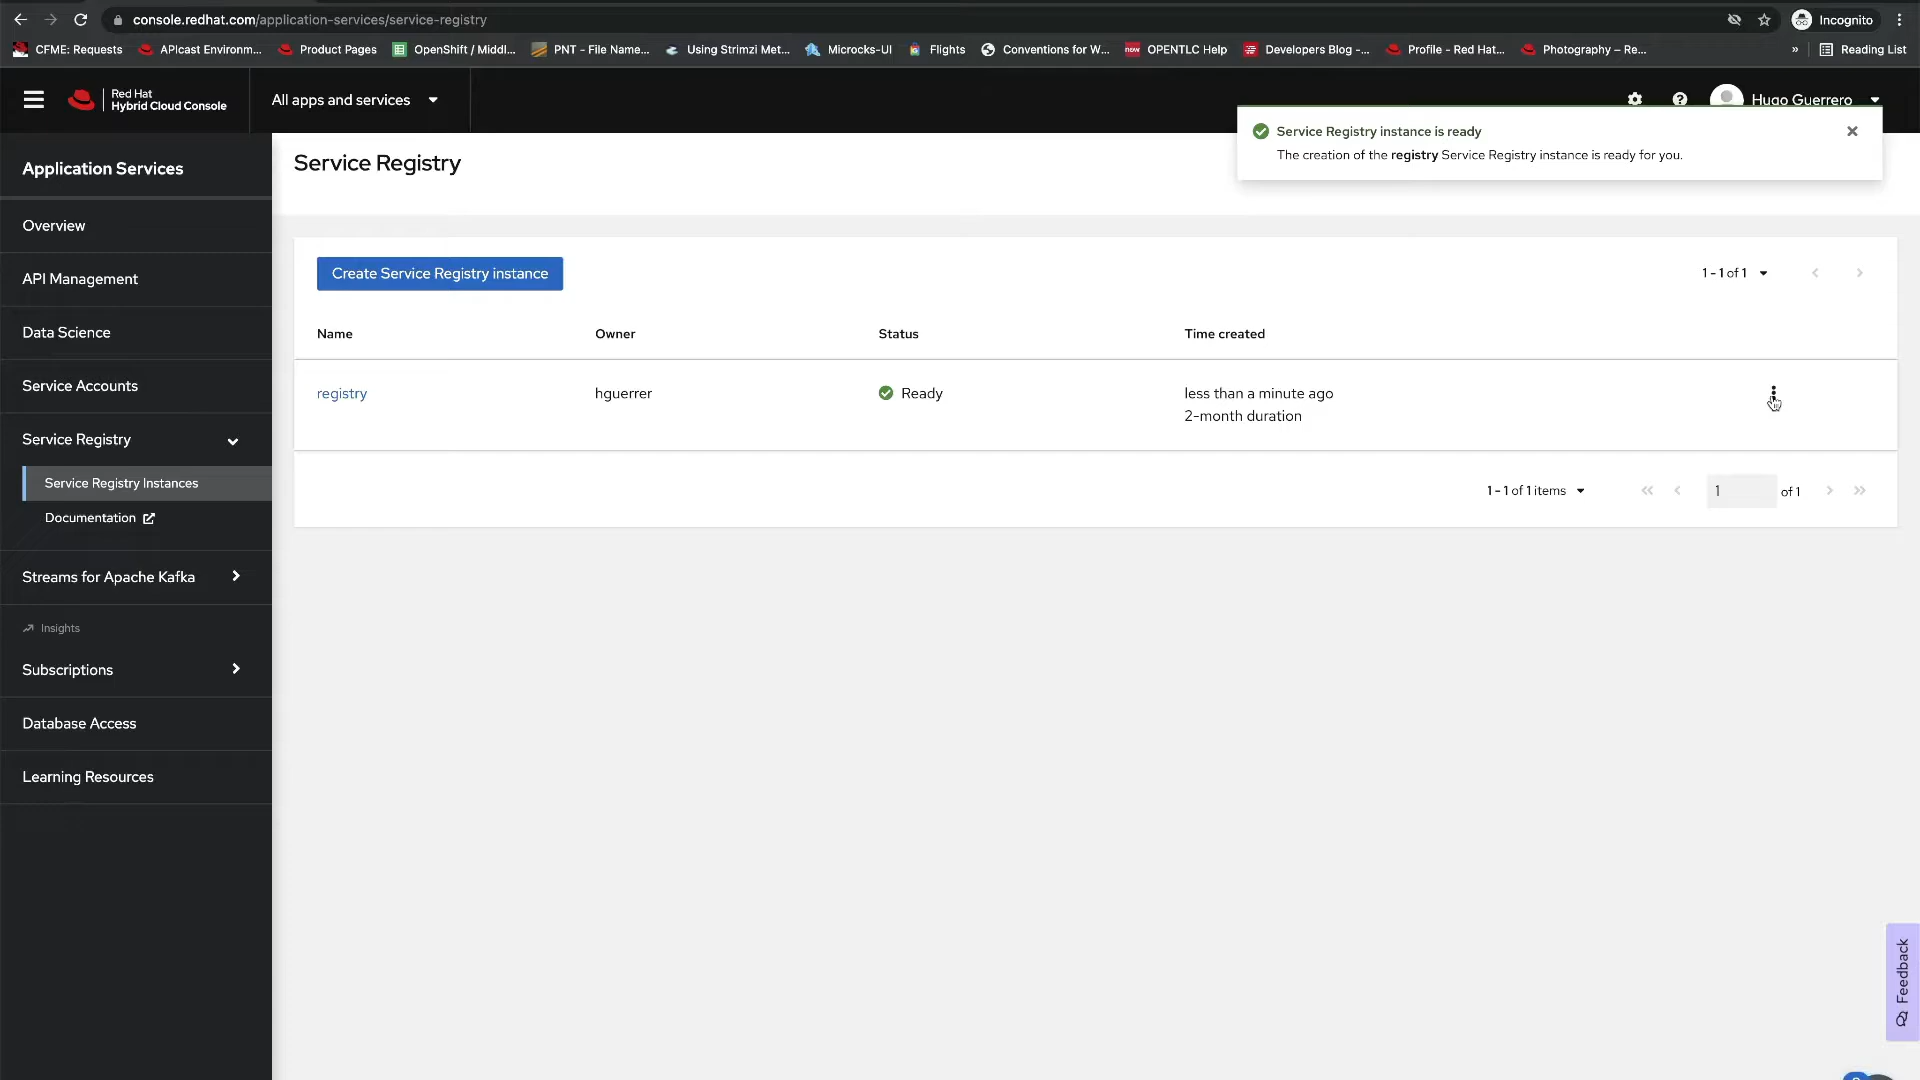 console.redhat.com/application-services/service-registry
Incognito
CFME: Requests
APIcast Environm...
Product Pages
OpenShift / Middl...
PNT - File Name...
Using Strimzi Met...
Microcks-UI
Flights
Conventions for W...
OPENTLC Help
Developers Blog -...
Profile - Red Hat...
Photography – Re...
»
Reading List
Red Hat
Hybrid Cloud Console
All apps and services
Hugo Guerrero
Service Registry instance is ready
The creation of the registry Service Registry instance is ready for you.
Application Services
Overview
API Management
Data Science
Service Accounts
Service Registry
Service Registry Instances
Documentation
Streams for Apache Kafka
Insights
Subscriptions
Database Access
Learning Resources
Service Registry
Create Service Registry instance
1 - 1 of 1
Name
Owner
Status
Time created
registry
hguerrer
Ready
less than a minute ago
2-month duration
1 - 1 of 1 items
1
of 1
Feedback